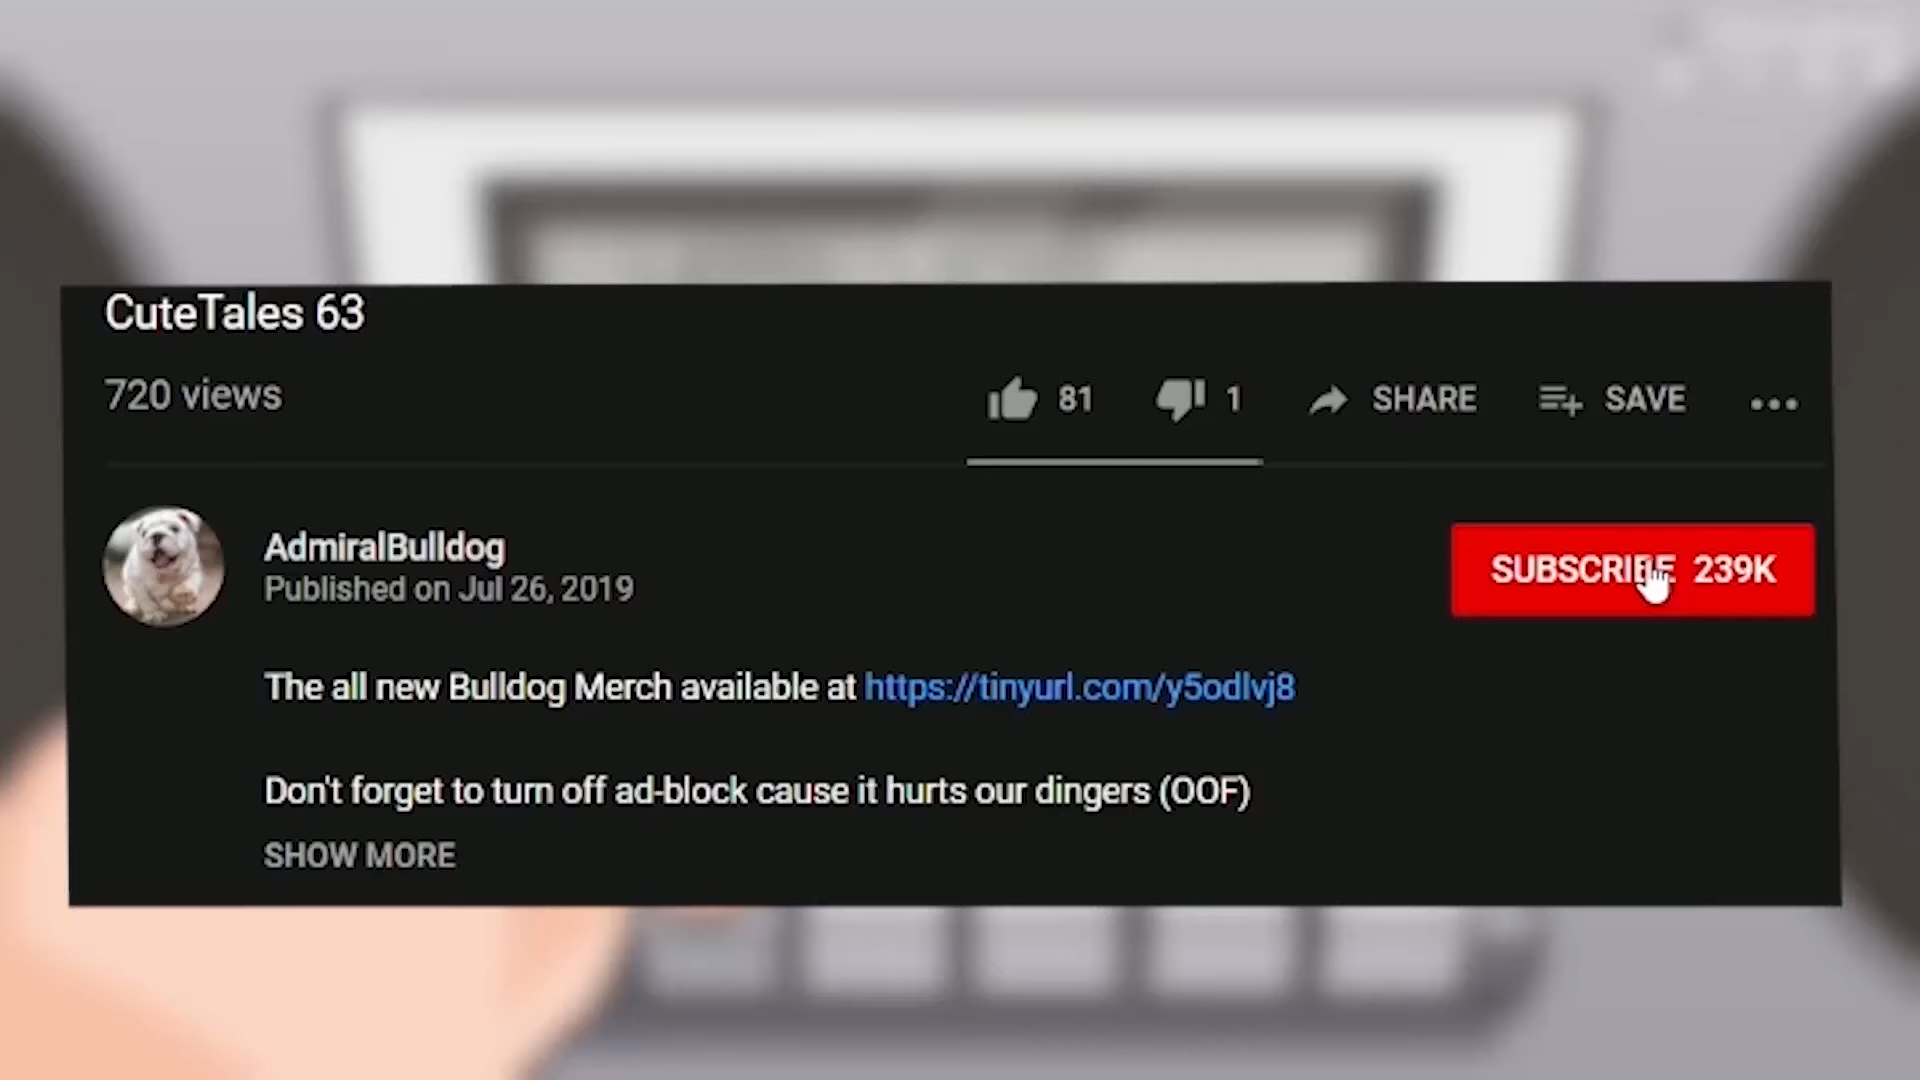 CuteTales 63
720 views
81 1 SHARE SAVE
AdmiralBulldog
Published on Jul 26, 2019
SUBSCRIBE 239K
The all new Bulldog Merch available at https://tinyurl.com/y5odlvj8
Don't forget to turn off ad-block cause it hurts our dingers (OOF)
SHOW MORE